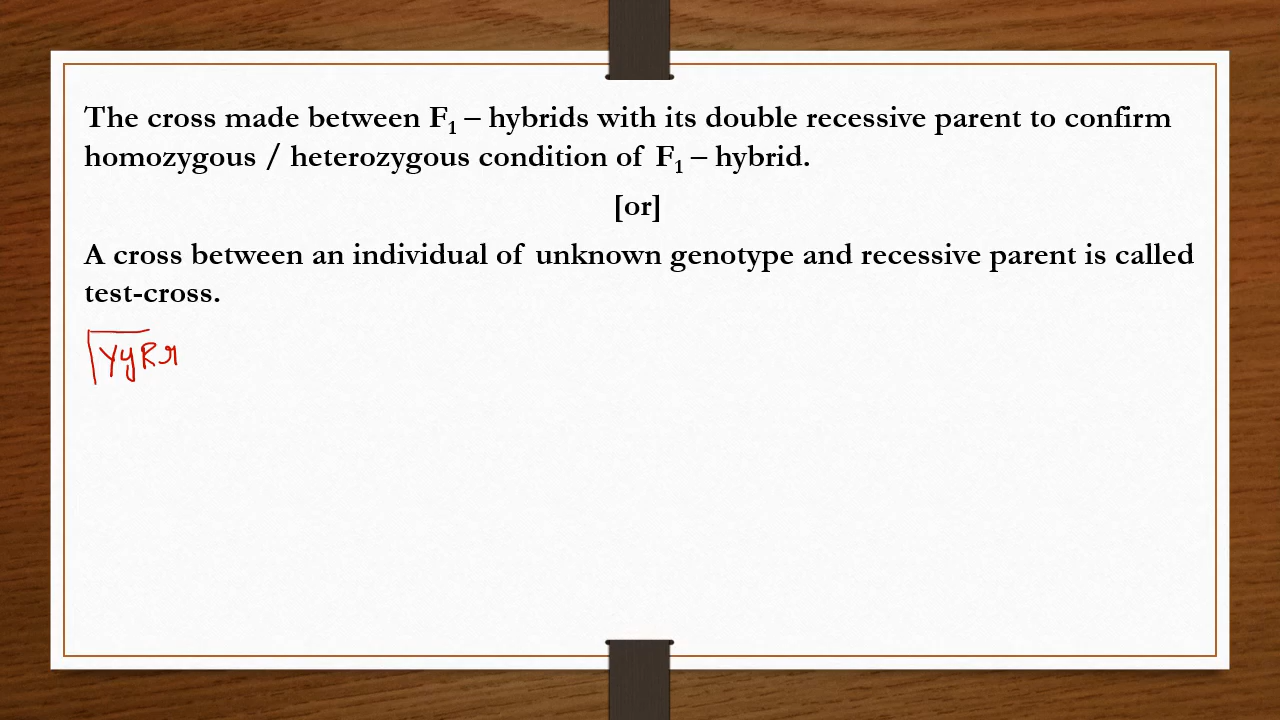 The cross made between F₁ – hybrids with its double recessive parent to confirm
homozygous / heterozygous condition of F₁ – hybrid.
[or]
A cross between an individual of unknown genotype and recessive parent is called
test-cross.
YyRr